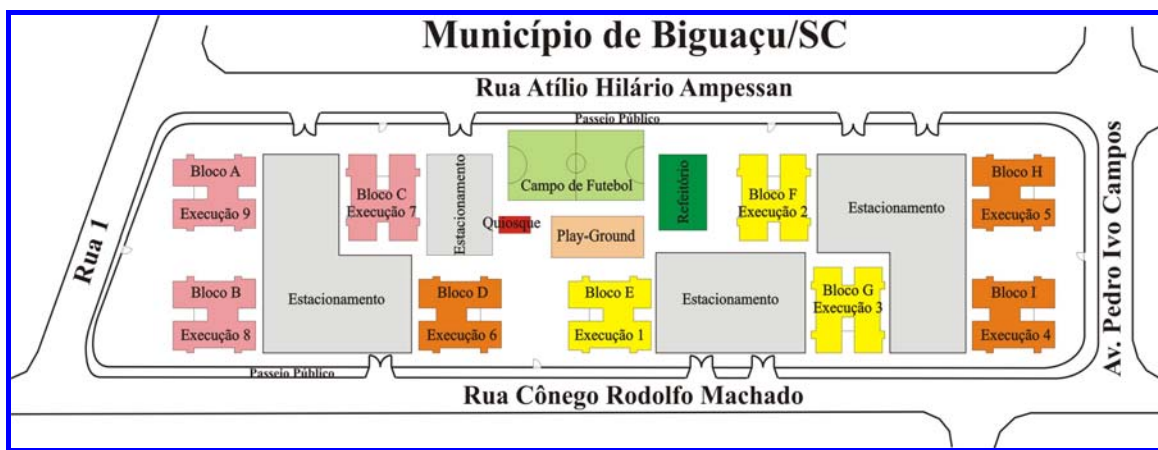 Município de Biguaçu/SC
Rua Atílio Hilário Ampessan
Passeio Público
Rua 1
Av. Pedro Ivo Campos
Bloco A
Execução 9
Bloco C
Execução 7
Estacionamento
Campo de Futebol
Quiosque
Play-Ground
Refeitório
Bloco F
Execução 2
Estacionamento
Bloco H
Execução 5
Bloco B
Execução 8
Estacionamento
Bloco D
Execução 6
Bloco E
Execução 1
Estacionamento
Bloco G
Execução 3
Bloco I
Execução 4
Passeio Público
Rua Cônego Rodolfo Machado